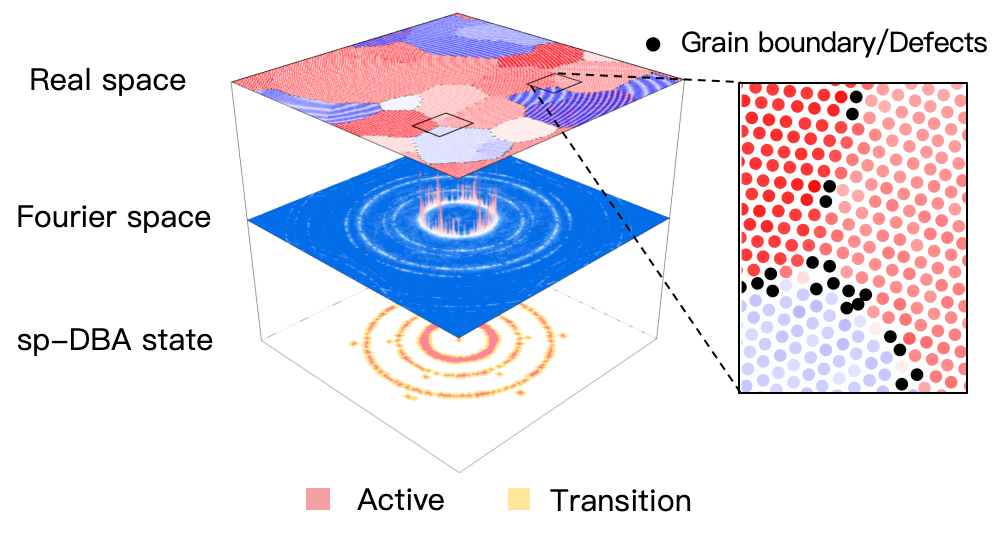 Grain boundary/Defects
Real space
Fourier space
sp–DBA state
Active
Transition